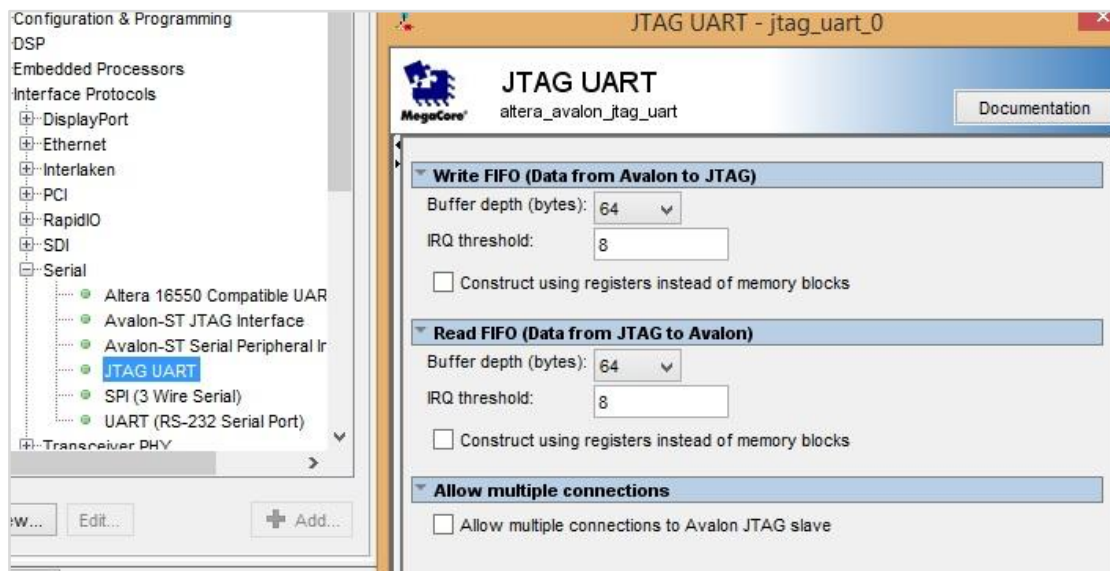 Configuration & Programming
DSP
Embedded Processors
Interface Protocols
DisplayPort
Ethernet
Interlaken
PCI
RapidIO
SDI
Serial
Altera 16550 Compatible UAR
Avalon-ST JTAG Interface
Avalon-ST Serial Peripheral Ir
JTAG UART
SPI (3 Wire Serial)
UART (RS-232 Serial Port)
Transceiver PHY
ew...
Edit...
Add...
JTAG UART - jtag_uart_0
JTAG UART
MegaCore®
altera_avalon_jtag_uart
Documentation
Write FIFO (Data from Avalon to JTAG)
Buffer depth (bytes): 64
IRQ threshold: 8
Construct using registers instead of memory blocks
Read FIFO (Data from JTAG to Avalon)
Buffer depth (bytes): 64
IRQ threshold: 8
Construct using registers instead of memory blocks
Allow multiple connections
Allow multiple connections to Avalon JTAG slave